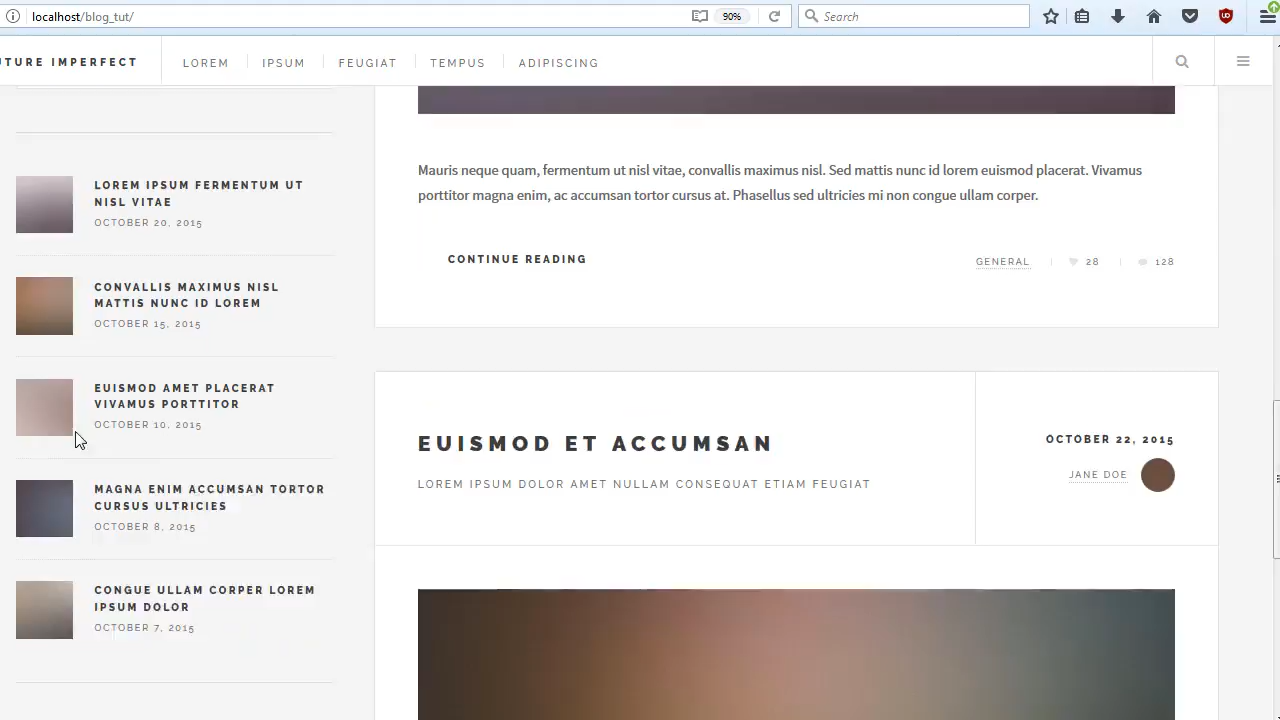 localhost/blog_tut/
90%
Search
UTURE IMPERFECT
LOREM
IPSUM
FEUGIAT
TEMPUS
ADIPISCING
LOREM IPSUM FERMENTUM UT
NISL VITAE
OCTOBER 20, 2015
CONVALLIS MAXIMUS NISL
MATTIS NUNC ID LOREM
OCTOBER 15, 2015
EUISMOD AMET PLACERAT
VIVAMUS PORTTITOR
OCTOBER 10, 2015
MAGNA ENIM ACCUMSAN TORTOR
CURSUS ULTRICIES
OCTOBER 8, 2015
CONGUE ULLAM CORPER LOREM
IPSUM DOLOR
OCTOBER 7, 2015
Mauris neque quam, fermentum ut nisl vitae, convallis maximus nisl. Sed mattis nunc id lorem euismod placerat. Vivamus
porttitor magna enim, ac accumsan tortor cursus at. Phasellus sed ultricies mi non congue ullam corper.
CONTINUE READING
GENERAL
28
128
EUISMOD ET ACCUMSAN
LOREM IPSUM DOLOR AMET NULLAM CONSEQUAT ETIAM FEUGIAT
OCTOBER 22, 2015
JANE DOE